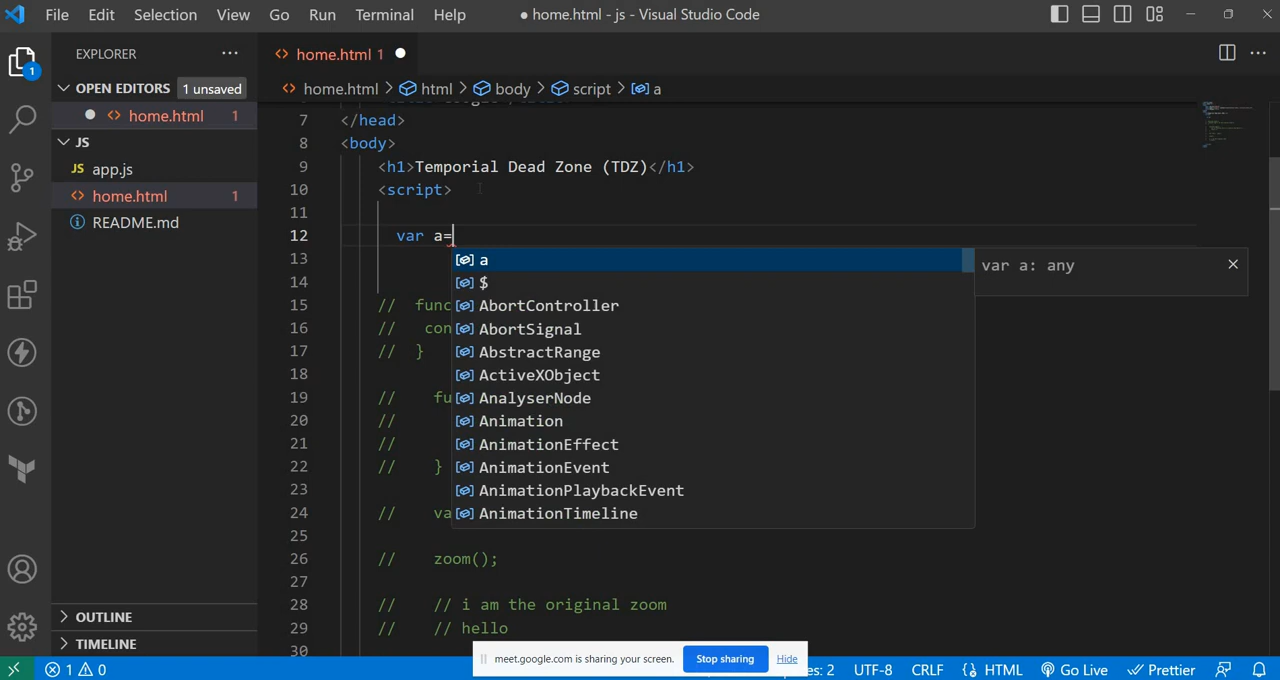 File Edit Selection View Go Run Terminal Help
● home.html - js - Visual Studio Code
EXPLORER
OPEN EDITORS 1 unsaved
home.html 1
JS
JS app.js
home.html 1
README.md
OUTLINE
TIMELINE
1
home.html 1
home.html > html > body > script > a
7 </head>
8 <body>
9 <h1>Temporial Dead Zone (TDZ)</h1>
10 <script>
11
12 var a=
13
14
15 // func
16 // con
17 // }
18
19 // fu
20 //
21 //
22 // }
23
24 // va
25
26 // zoom();
27
28 // // i am the original zoom
29 // // hello
30
a
$
AbortController
AbortSignal
AbstractRange
ActiveXObject
AnalyserNode
Animation
AnimationEffect
AnimationEvent
AnimationPlaybackEvent
AnimationTimeline
var a: any
meet.google.com is sharing your screen. Stop sharing Hide
1 0 es: 2 UTF-8 CRLF {} HTML Go Live Prettier